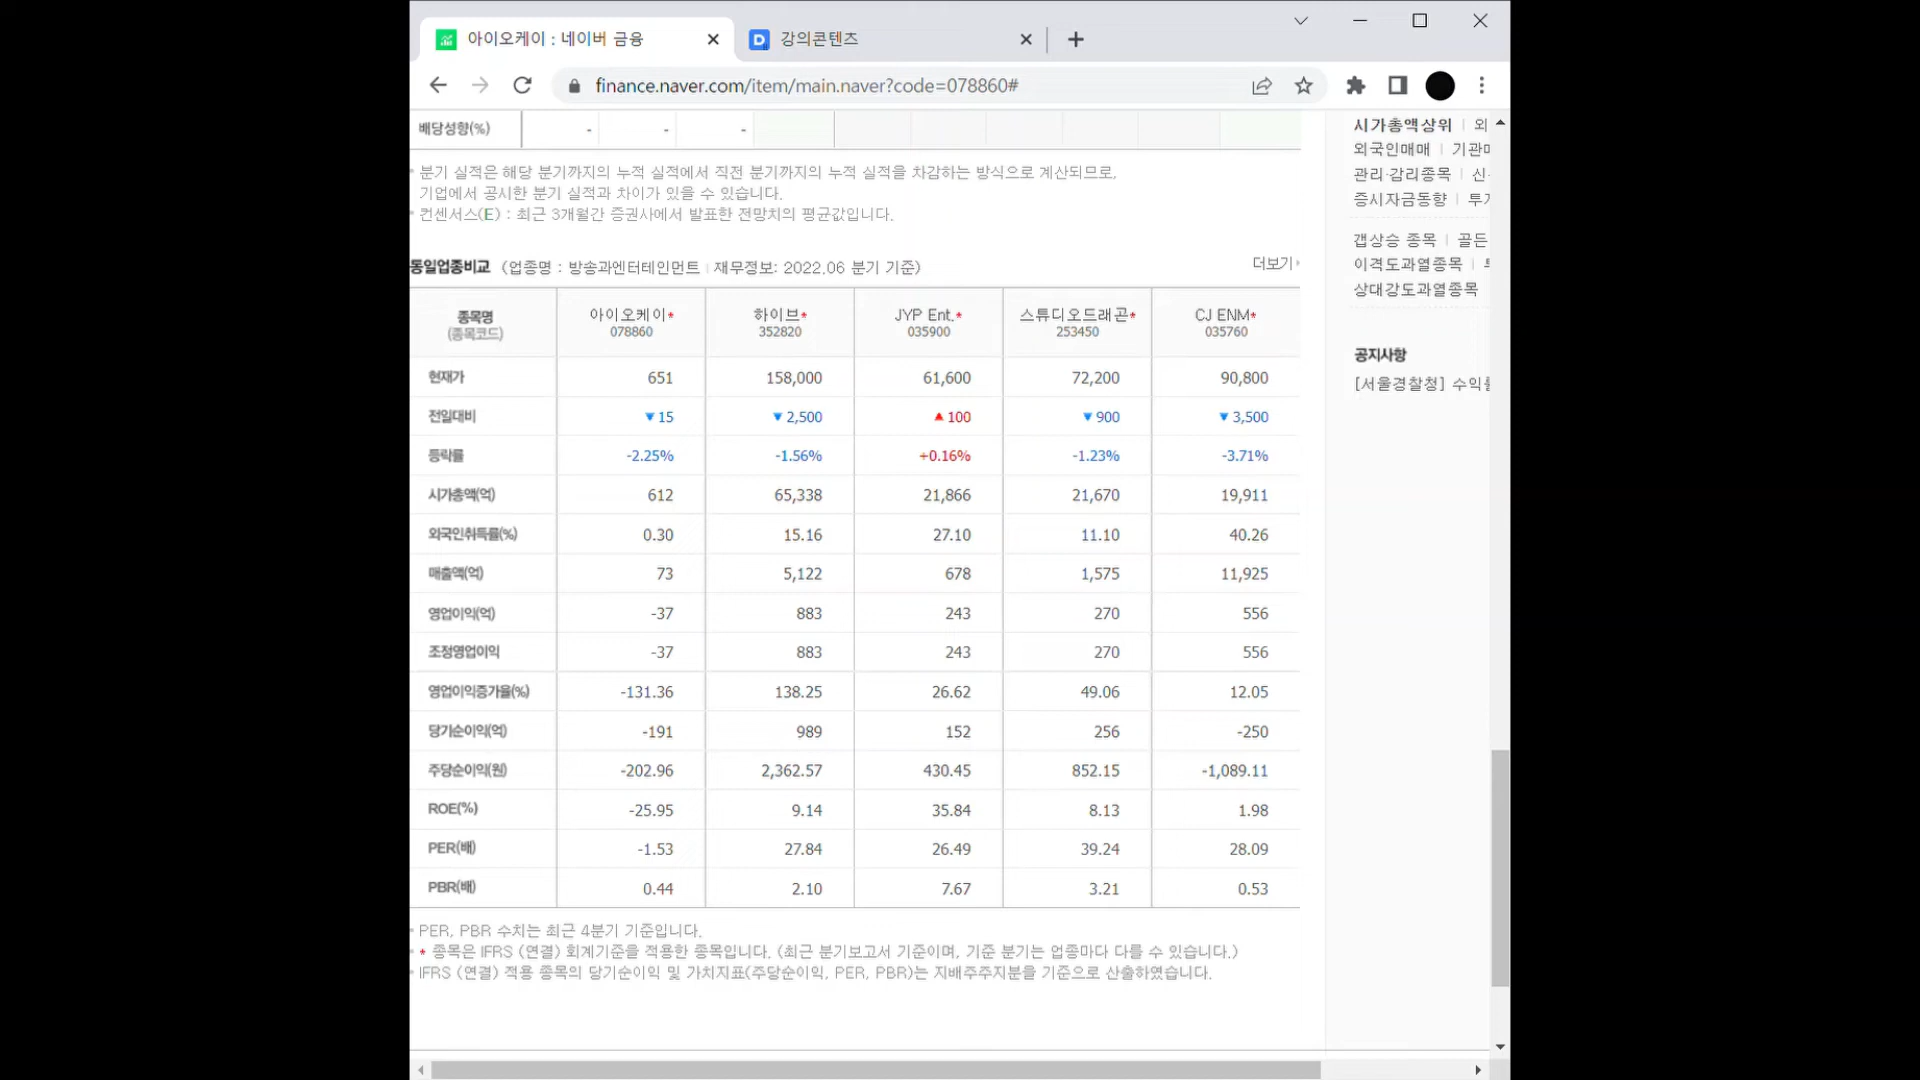 아이오케이 : 네이버 금융
강의콘텐츠
finance.naver.com/item/main.naver?code=078860#
배당성향(%) - - -
* 분기 실적은 해당 분기까지의 누적 실적에서 직전 분기까지의 누적 실적을 차감하는 방식으로 계산되므로,
기업에서 공시한 분기 실적과 차이가 있을 수 있습니다.
* 컨센서스(E) : 최근 3개월간 증권사에서 발표한 전망치의 평균값입니다.
동일업종비교 (업종명 : 방송과엔터테인먼트 | 재무정보: 2022.06 분기 기준) 더보기
종목명 아이오케이* 하이브* JYP Ent.* 스튜디오드래곤* CJ ENM*
(종목코드) 078860 352820 035900 253450 035760
현재가 651 158,000 61,600 72,200 90,800
전일대비 ▼15 ▼2,500 ▲100 ▼900 ▼3,500
등락률 -2.25% -1.56% +0.16% -1.23% -3.71%
시가총액(억) 612 65,338 21,866 21,670 19,911
외국인취득률(%) 0.30 15.16 27.10 11.10 40.26
매출액(억) 73 5,122 678 1,575 11,925
영업이익(억) -37 883 243 270 556
조정영업이익 -37 883 243 270 556
영업이익증가율(%) -131.36 138.25 26.62 49.06 12.05
당기순이익(억) -191 989 152 256 -250
주당순이익(원) -202.96 2,362.57 430.45 852.15 -1,089.11
ROE(%) -25.95 9.14 35.84 8.13 1.98
PER(배) -1.53 27.84 26.49 39.24 28.09
PBR(배) 0.44 2.10 7.67 3.21 0.53
* PER, PBR 수치는 최근 4분기 기준입니다.
* * 종목은 IFRS (연결) 회계기준을 적용한 종목입니다. (최근 분기보고서 기준이며, 기준 분기는 업종마다 다를 수 있습니다.)
* IFRS (연결) 적용 종목의 당기순이익 및 가치지표(주당순이익, PER, PBR)는 지배주주지분을 기준으로 산출하였습니다.
시가총액상위 | 외
외국인매매 | 기관
관리·감리종목 | 신
증시자금동향 | 투
갭상승 종목 | 골든
이격도과열종목 |
상대강도과열종목
공지사항
[서울경찰청] 수익